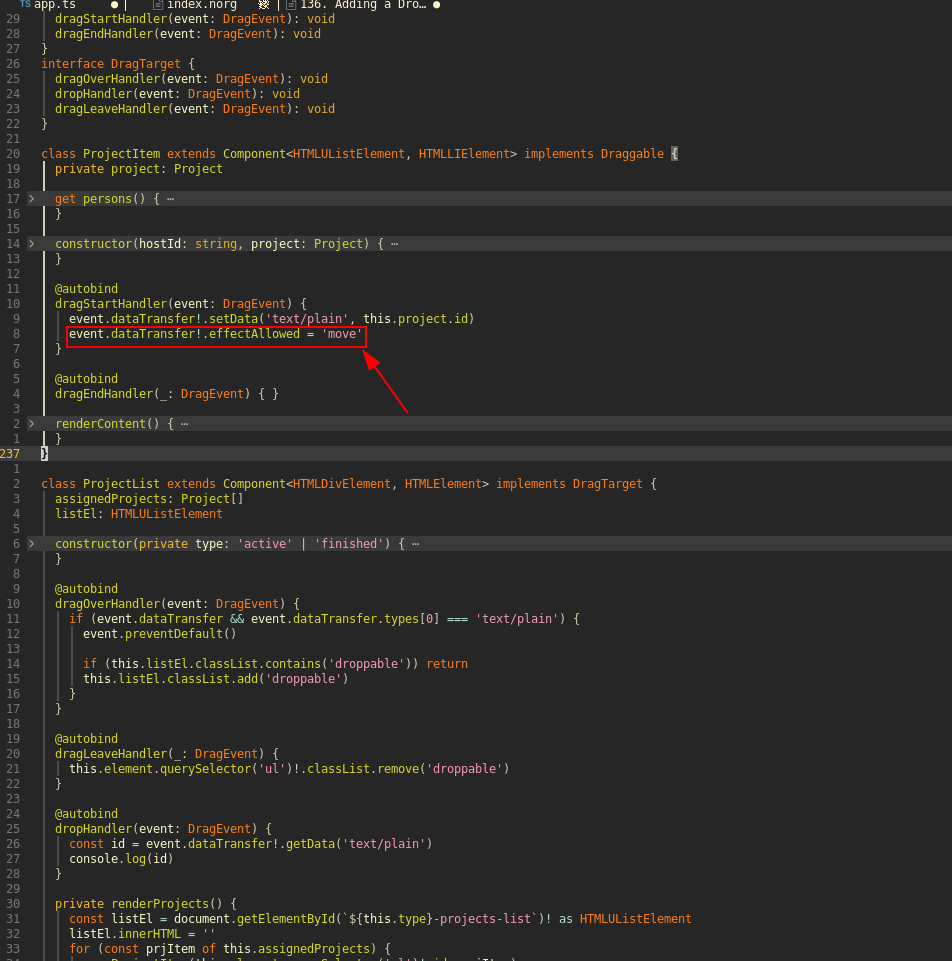 TS app.ts ● | index.norg | 136. Adding a Dro… ●
29 dragStartHandler(event: DragEvent): void
28 dragEndHandler(event: DragEvent): void
27 }
26 interface DragTarget {
25 dragOverHandler(event: DragEvent): void
24 dropHandler(event: DragEvent): void
23 dragLeaveHandler(event: DragEvent): void
22 }
21
20 class ProjectItem extends Component<HTMLUListElement, HTMLLIElement> implements Draggable {
19 private project: Project
18
17 > get persons() { ⋯
16 }
15
14 > constructor(hostId: string, project: Project) { ⋯
13 }
12
11 @autobind
10 dragStartHandler(event: DragEvent) {
9 event.dataTransfer!.setData('text/plain', this.project.id)
8 event.dataTransfer!.effectAllowed = 'move'
7 }
6
5 @autobind
4 dragEndHandler(_: DragEvent) { }
3
2 > renderContent() { ⋯
1 }
237 }
1
2 class ProjectList extends Component<HTMLDivElement, HTMLElement> implements DragTarget {
3 assignedProjects: Project[]
4 listEl: HTMLUListElement
5
6 > constructor(private type: 'active' | 'finished') { ⋯
7 }
8
9 @autobind
10 dragOverHandler(event: DragEvent) {
11 if (event.dataTransfer && event.dataTransfer.types[0] === 'text/plain') {
12 event.preventDefault()
13
14 if (this.listEl.classList.contains('droppable')) return
15 this.listEl.classList.add('droppable')
16 }
17 }
18
19 @autobind
20 dragLeaveHandler(_: DragEvent) {
21 this.element.querySelector('ul')!.classList.remove('droppable')
22 }
23
24 @autobind
25 dropHandler(event: DragEvent) {
26 const id = event.dataTransfer!.getData('text/plain')
27 console.log(id)
28 }
29
30 private renderProjects() {
31 const listEl = document.getElementById(`${this.type}-projects-list`)! as HTMLUListElement
32 listEl.innerHTML = ''
33 for (const prjItem of this.assignedProjects) {